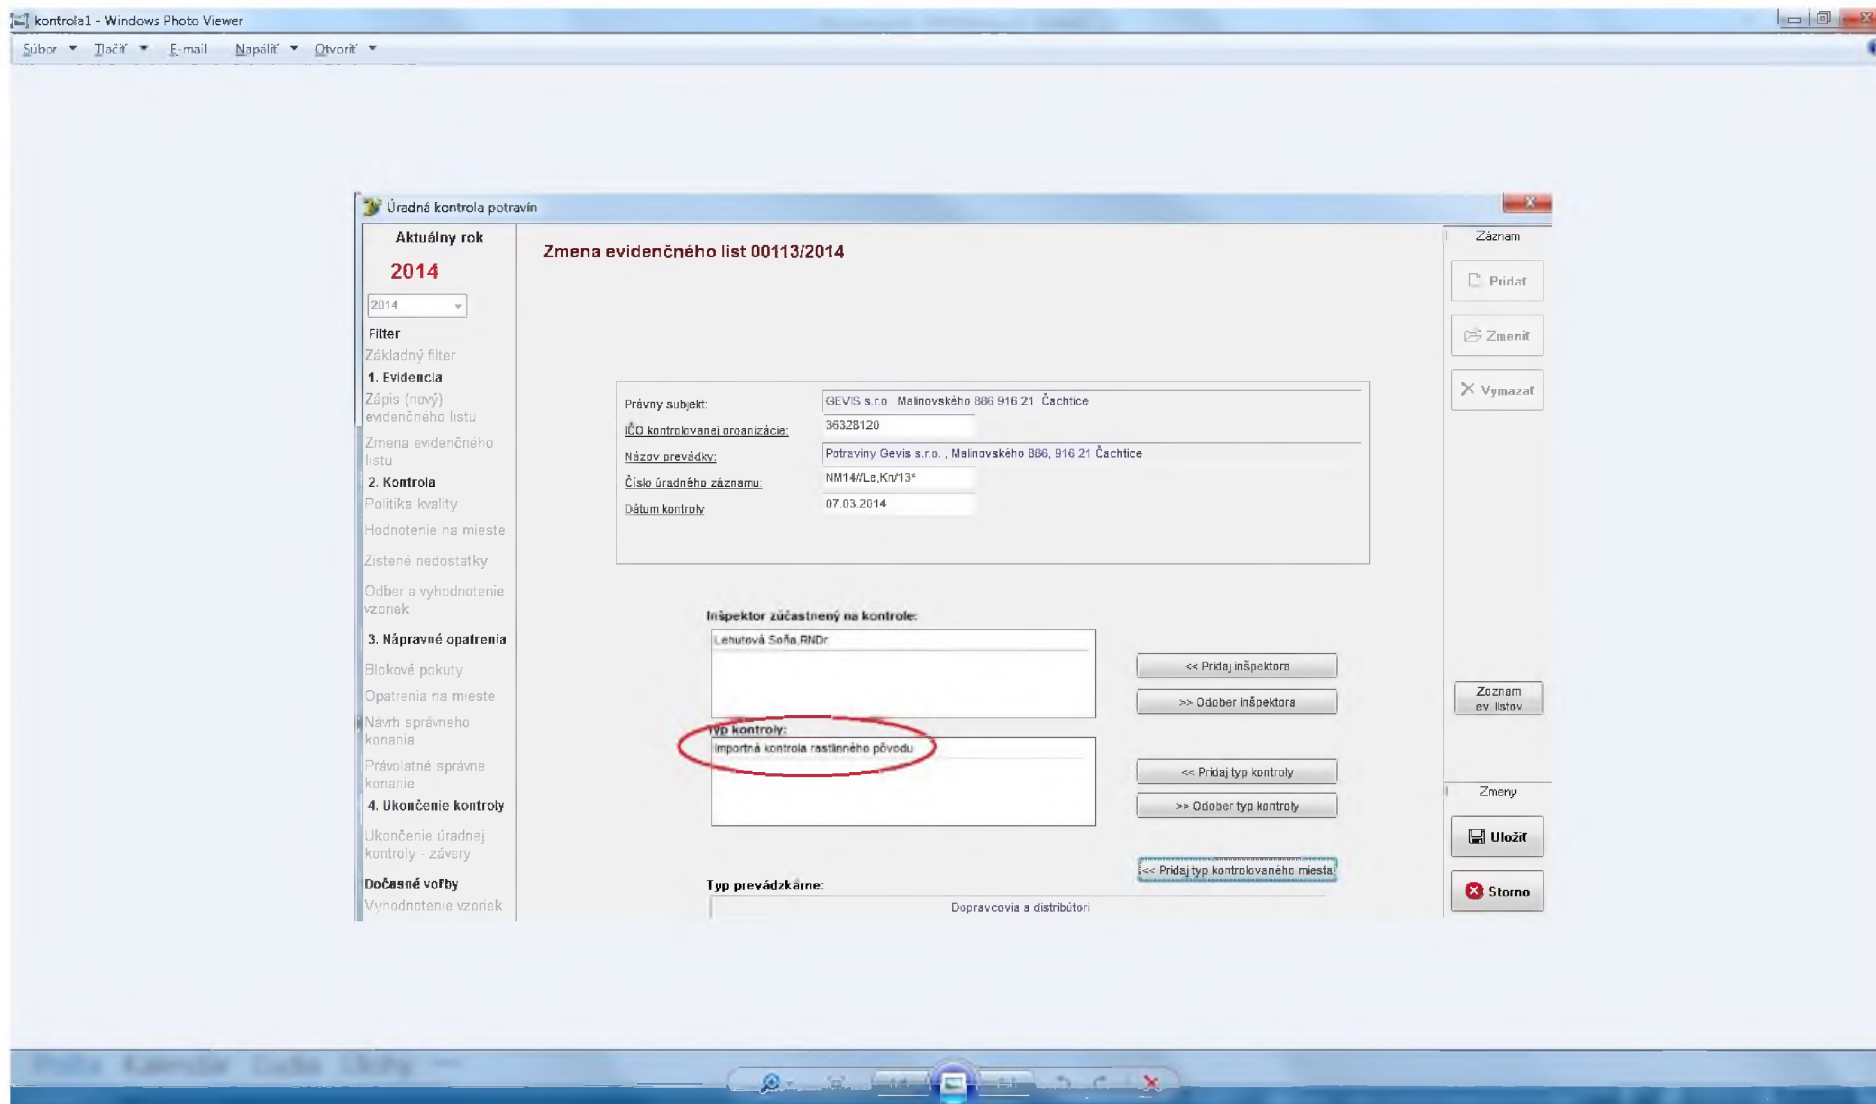 kontrola1 - Windows Photo Viewer
Súbor Tlačiť E-mail Napáliť Otvoriť
Úradná kontrola potravín
Aktuálny rok
2014
2014
Filter
Základný filter
1. Evidencia
Zápis (nový)
evidenčného listu
Zmena evidenčného
listu
2. Kontrola
Politika kvality
Hodnotenie na mieste
Zistené nedostatky
Odber a vyhodnotenie
vzoriek
3. Nápravné opatrenia
Blokové pokuty
Opatrenia na mieste
Návrh správneho
konania
Právolatné správne
konanie
4. Ukončenie kontroly
Ukončenie úradnej
kontroly - závery
Dočasné voľby
Vyhodnotenie vzoriek
Zmena evidenčného list 00113/2014
Právny subjekt: GEVIS s.r.o Malinovského 886 916 21 Čachtice
IČO kontrolovanej organizácie: 36328120
Názov prevádky: Potraviny Gevis s.r.o. , Malinovského 886, 916 21 Čachtice
Číslo úradného záznamu: NM14//Le,Kn/13*
Dátum kontroly 07.03.2014
Inšpektor zúčastnený na kontrole:
Lehutová Soňa,RNDr.
<< Pridaj inšpektora
>> Odober inšpektora
Typ kontroly:
Importná kontrola rastlinného pôvodu
<< Pridaj typ kontroly
>> Odober typ kontroly
<< Pridaj typ kontrolovaného miesta
Typ prevádzkárne:
Dopravcovia a distribútori
Záznam
Pridať
Zmeniť
Vymazať
Zoznam
ev. listov
Zmeny
Uložiť
Storno